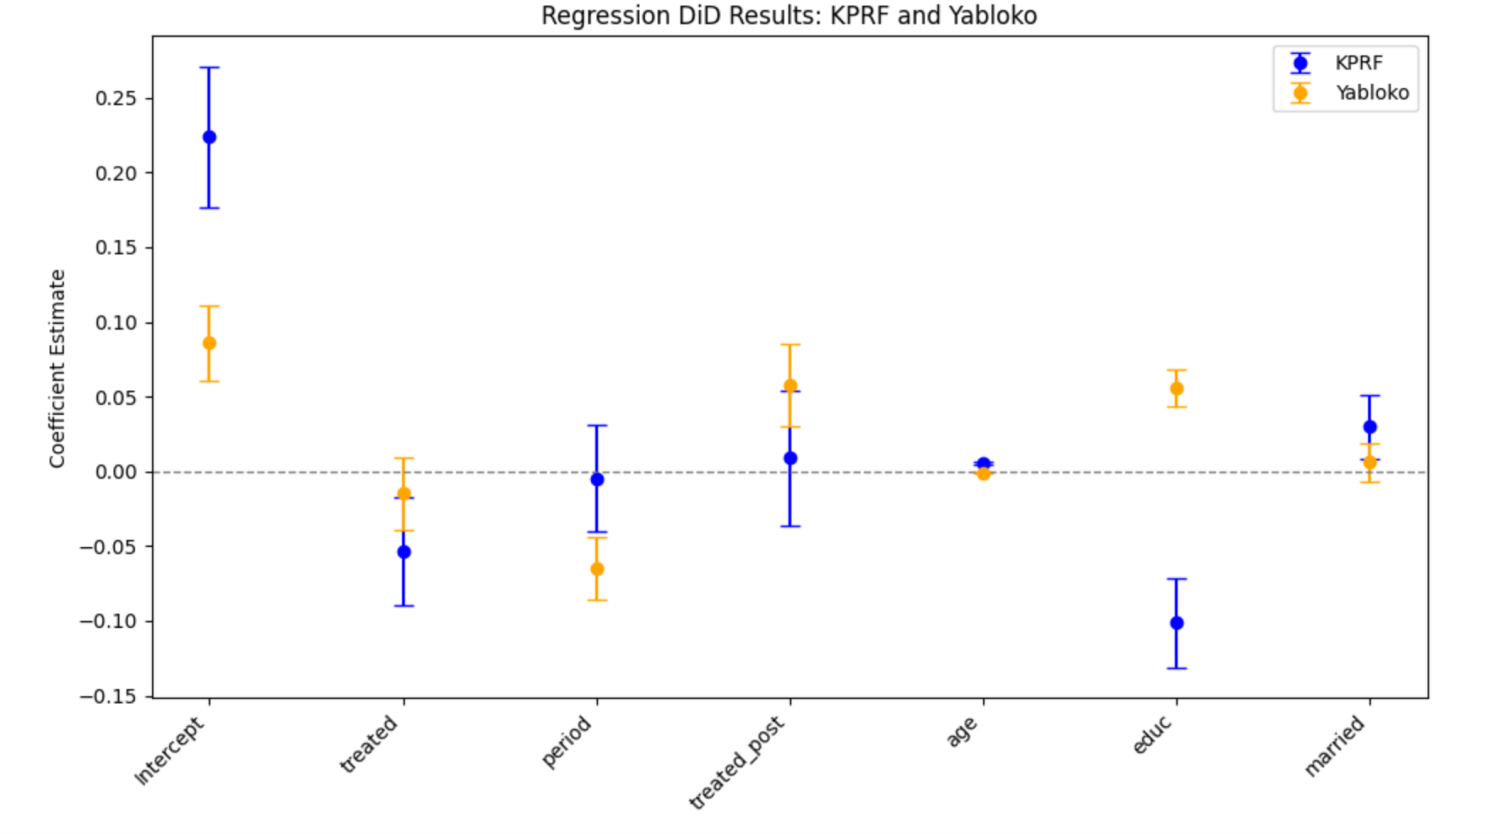 Regression DiD Results: KPRF and Yabloko
KPRF
Yabloko
Coefficient Estimate
0.25
0.20
0.15
0.10
0.05
0.00
−0.05
−0.10
−0.15
Intercept
treated
period
treated_post
age
educ
married